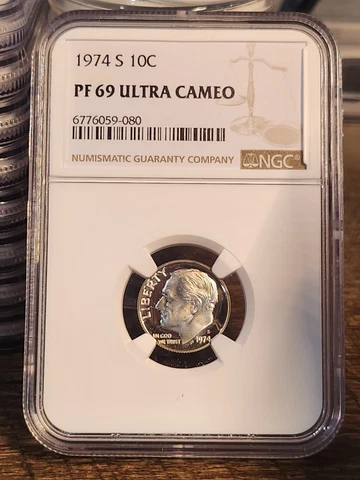 1974 S 10C
PF 69 ULTRA CAMEO
6776059-080
NUMISMATIC GUARANTY COMPANY
NGC®
LIBERTY
IN GOD
WE TRUST
S
1974